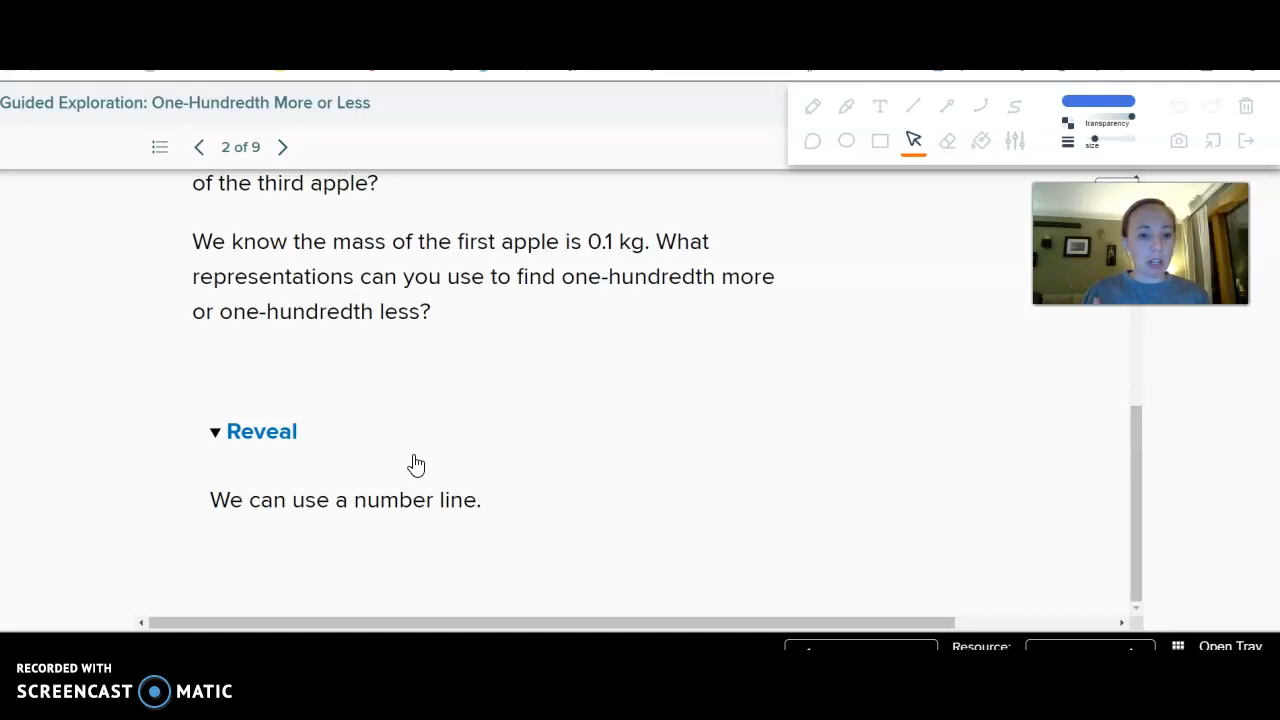 Guided Exploration: One-Hundredth More or Less
transparency
size
2 of 9
of the third apple?
We know the mass of the first apple is 0.1 kg. What
representations can you use to find one-hundredth more
or one-hundredth less?
Reveal
We can use a number line.
Resource:
Open Tray
RECORDED WITH
SCREENCAST MATIC